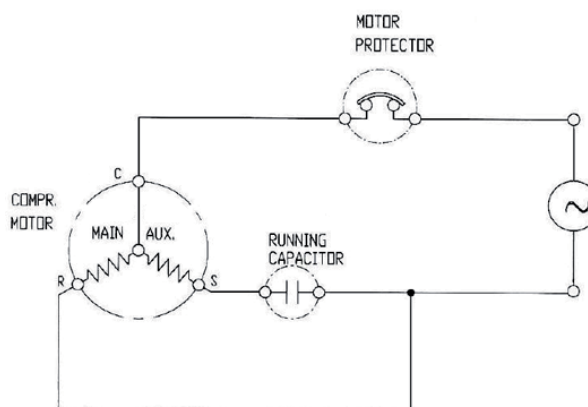 MOTOR
PROTECTOR
C
COMPR.
MOTOR
MAIN AUX.
R
S
RUNNING
CAPACITOR